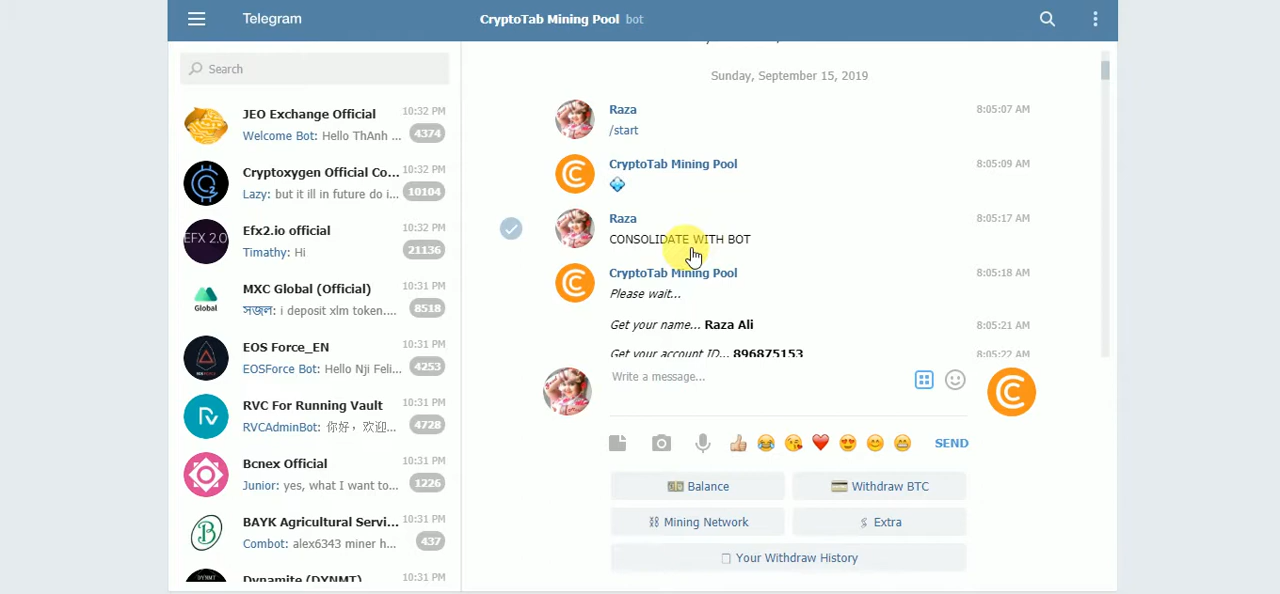 Telegram
CryptoTab Mining Pool bot
Search
JEO Exchange Official 10:32 PM
Welcome Bot: Hello ThAnh ... 4374
Cryptoxygen Official Co... 10:32 PM
Lazy: but it ill in future do i... 10104
Efx2.io official 10:32 PM
EFX 2.0
Timathy: Hi 21136
MXC Global (Official) 10:31 PM
Global
সজল: i deposit xlm token.... 8518
EOS Force_EN 10:31 PM
EOSForce Bot: Hello Nji Feli... 4253
RVC For Running Vault 10:31 PM
RVCAdminBot: 你好，欢迎... 4728
Bcnex Official 10:31 PM
Junior: yes, what I want to... 1226
BAYK Agricultural Servi... 10:31 PM
Combot: alex6343 miner h... 437
Dynamite (DYNMT) 10:31 PM
Sunday, September 15, 2019
Raza 8:05:07 AM
/start
CryptoTab Mining Pool 8:05:09 AM
Raza 8:05:17 AM
CONSOLIDATE WITH BOT
CryptoTab Mining Pool 8:05:18 AM
Please wait...
Get your name... Raza Ali 8:05:21 AM
Get your account ID... 896875153 8:05:22 AM
Write a message...
SEND
Balance
Withdraw BTC
Mining Network
Extra
Your Withdraw History